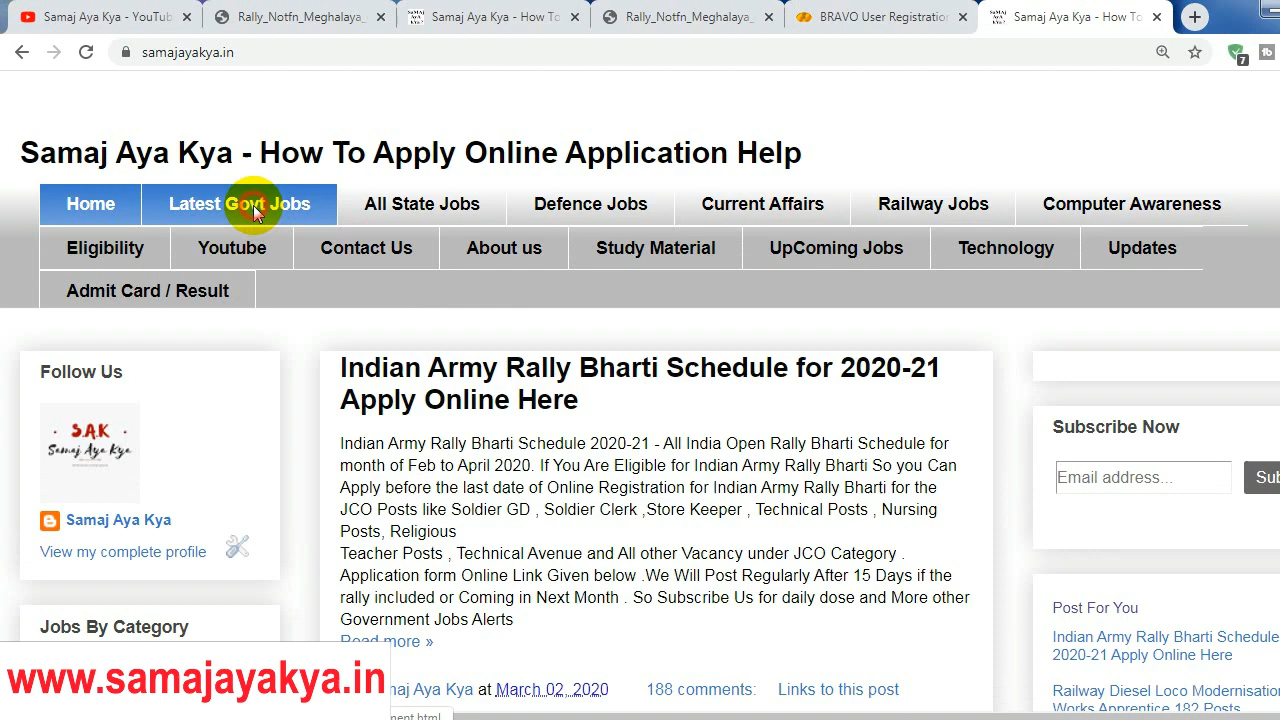 Samaj Aya Kya - YouTube
Rally_Notfn_Meghalaya_
Samaj Aya Kya - How To
Rally_Notfn_Meghalaya_
BRAVO User Registration
Samaj Aya Kya - How To
samajayakya.in
7
Samaj Aya Kya - How To Apply Online Application Help
Home Latest Govt Jobs All State Jobs Defence Jobs Current Affairs Railway Jobs Computer Awareness
Eligibility Youtube Contact Us About us Study Material UpComing Jobs Technology Updates
Admit Card / Result
Follow Us
S.A.K
Samaj Aya Kya
Samaj Aya Kya
View my complete profile
Jobs By Category
Indian Army Rally Bharti Schedule for 2020-21
Apply Online Here
Indian Army Rally Bharti Schedule 2020-21 - All India Open Rally Bharti Schedule for
month of Feb to April 2020. If You Are Eligible for Indian Army Rally Bharti So you Can
Apply before the last date of Online Registration for Indian Army Rally Bharti for the
JCO Posts like Soldier GD , Soldier Clerk ,Store Keeper , Technical Posts , Nursing
Posts, Religious
Teacher Posts , Technical Avenue and All other Vacancy under JCO Category .
Application form Online Link Given below .We Will Post Regularly After 15 Days if the
rally included or Coming in Next Month . So Subscribe Us for daily dose and More other
Government Jobs Alerts
Read more »
maj Aya Kya at March 02, 2020 188 comments: Links to this post
Subscribe Now
Email address... Sub
Post For You
Indian Army Rally Bharti Schedule
2020-21 Apply Online Here
Railway Diesel Loco Modernisation
Works Apprentice 182 Posts
www.samajayakya.in